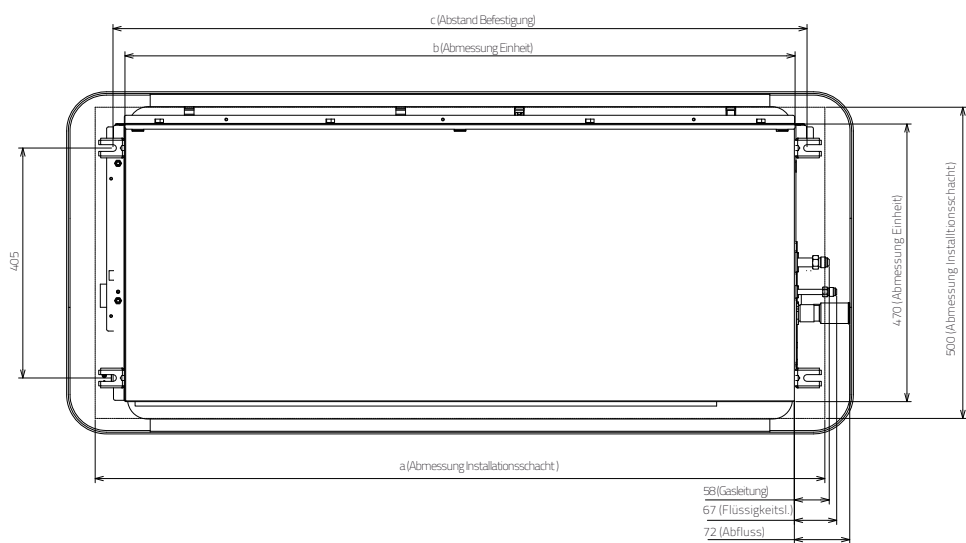 c (Abstand Befestigung)
b (Abmessung Einheit)
405
470 (Abmessung Einheit)
500 (Abmessung Installtionsschacht)
a (Abmessung Installationsschacht )
58 (Gasleitung)
67 (Flüssigkeitsl.)
72 (Abfluss)